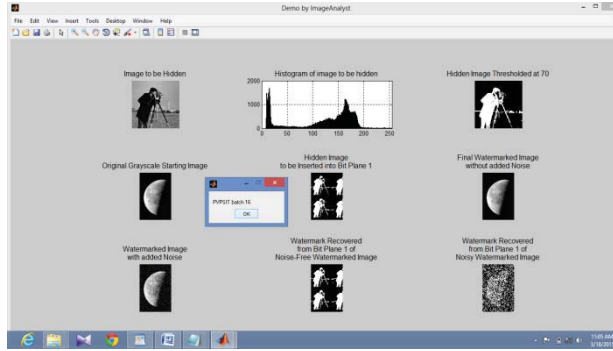 Demo by ImageAnalyst
File Edit View Insert Tools Desktop Window Help
Image to be Hidden
Histogram of image to be hidden
2000
1000
0
0 50 100 150 200 250
Hidden Image Thresholded at 70
Original Grayscale Starting Image
Hidden Image
to be Inserted into Bit Plane 1
Final Watermarked Image
without added Noise
PVPSIT batch 16
OK
Watermarked Image
with added Noise
Watermark Recovered
from Bit Plane 1 of
Noise-Free Watermarked Image
Watermark Recovered
from Bit Plane 1 of
Noisy Watermarked Image
11:05 AM